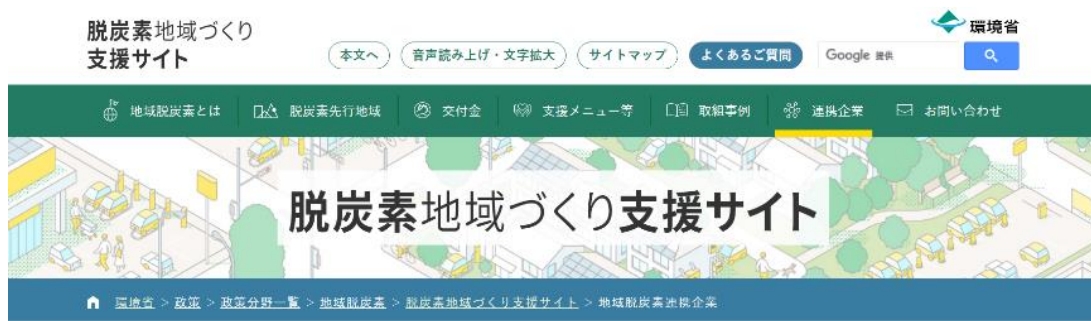 脱炭素地域づくり
支援サイト
環境省
本文へ
音声読み上げ・文字拡大
サイトマップ
よくあるご質問
Google 提供
地域脱炭素とは
脱炭素先行地域
交付金
支援メニュー等
取組事例
連携企業
お問い合わせ
脱炭素地域づくり支援サイト
環境省 > 政策 > 政策分野一覧 > 地域脱炭素 > 脱炭素地域づくり支援サイト > 地域脱炭素連携企業